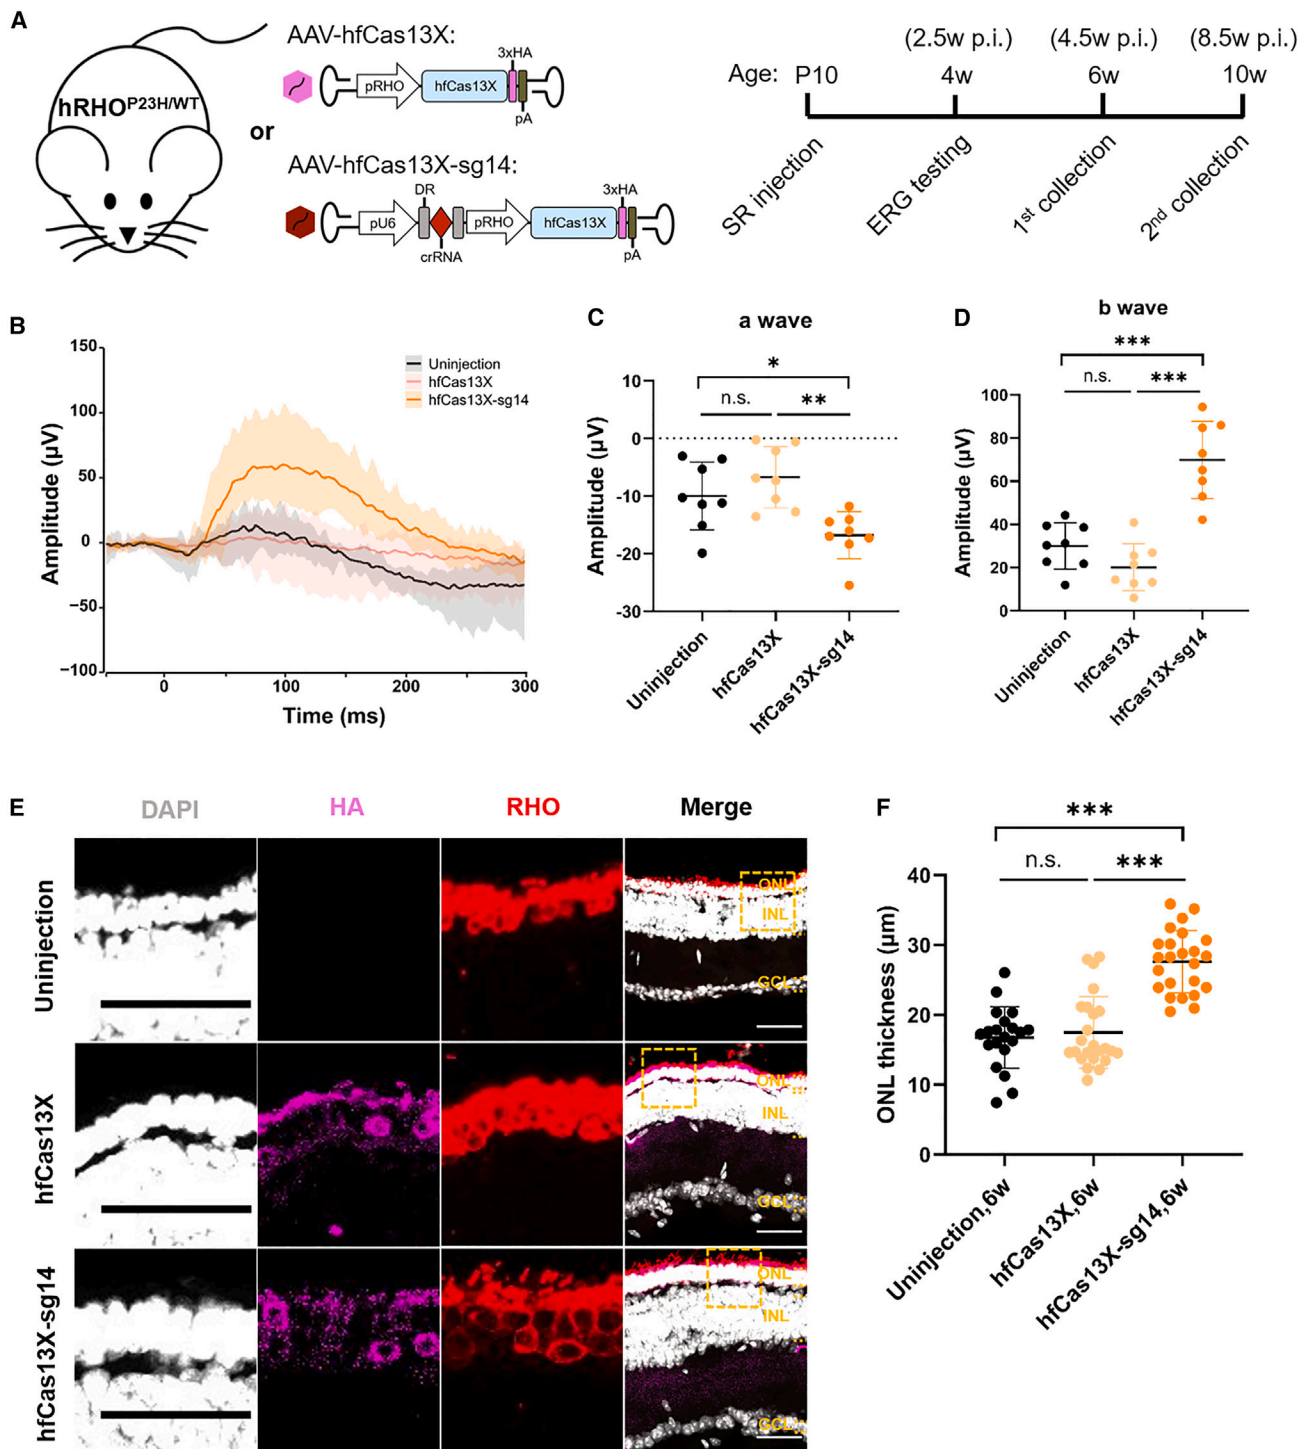 A
hRHO^P23H/WT
or
AAV-hfCas13X:
3xHA
pRHO
hfCas13X
pA
AAV-hfCas13X-sg14:
DR
3xHA
pU6
pRHO
hfCas13X
crRNA
pA
(2.5w p.i.)
(4.5w p.i.)
(8.5w p.i.)
Age:
P10
4w
6w
10w
SR injection
ERG testing
1st collection
2nd collection
B
Amplitude (μV)
150
100
50
0
−50
−100
0
100
200
300
Time (ms)
Uninjection
hfCas13X
hfCas13X-sg14
C
a wave
*
n.s.
**
Amplitude (μV)
10
0
-10
-20
-30
Uninjection
hfCas13X
hfCas13X-sg14
D
b wave
***
n.s.
***
Amplitude (μV)
100
80
60
40
20
0
Uninjection
hfCas13X
hfCas13X-sg14
E
DAPI
HA
RHO
Merge
Uninjection
ONL
INL
GCL
hfCas13X
ONL
INL
GCL
hfCas13X-sg14
ONL
INL
GCL
F
***
n.s.
***
ONL thickness (μm)
40
30
20
10
0
Uninjection,6w
hfCas13X,6w
hfCas13X-sg14,6w